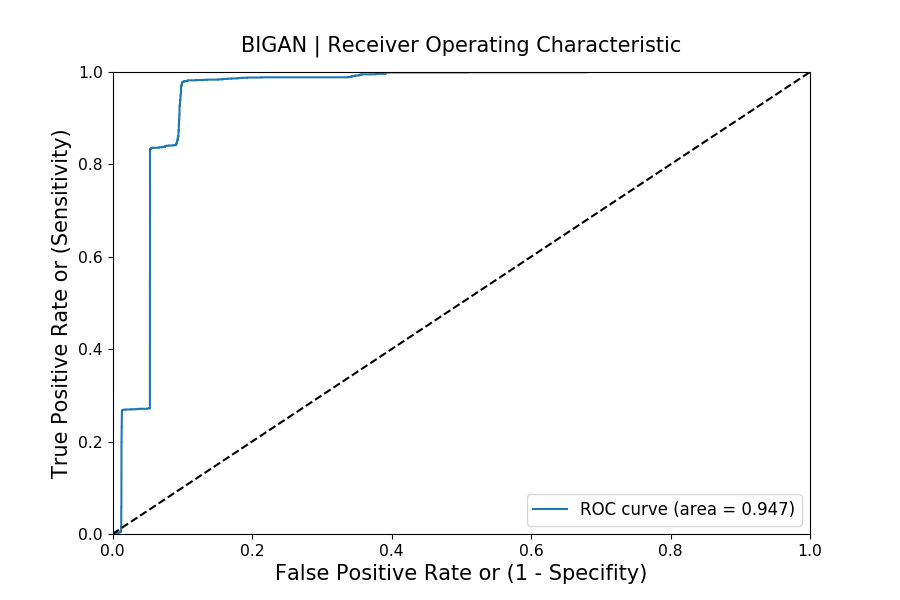 BIGAN | Receiver Operating Characteristic
True Positive Rate or (Sensitivity)
1.0
0.8
0.6
0.4
0.2
0.0
ROC curve (area = 0.947)
0.0 0.2 0.4 0.6 0.8 1.0
False Positive Rate or (1 - Specifity)